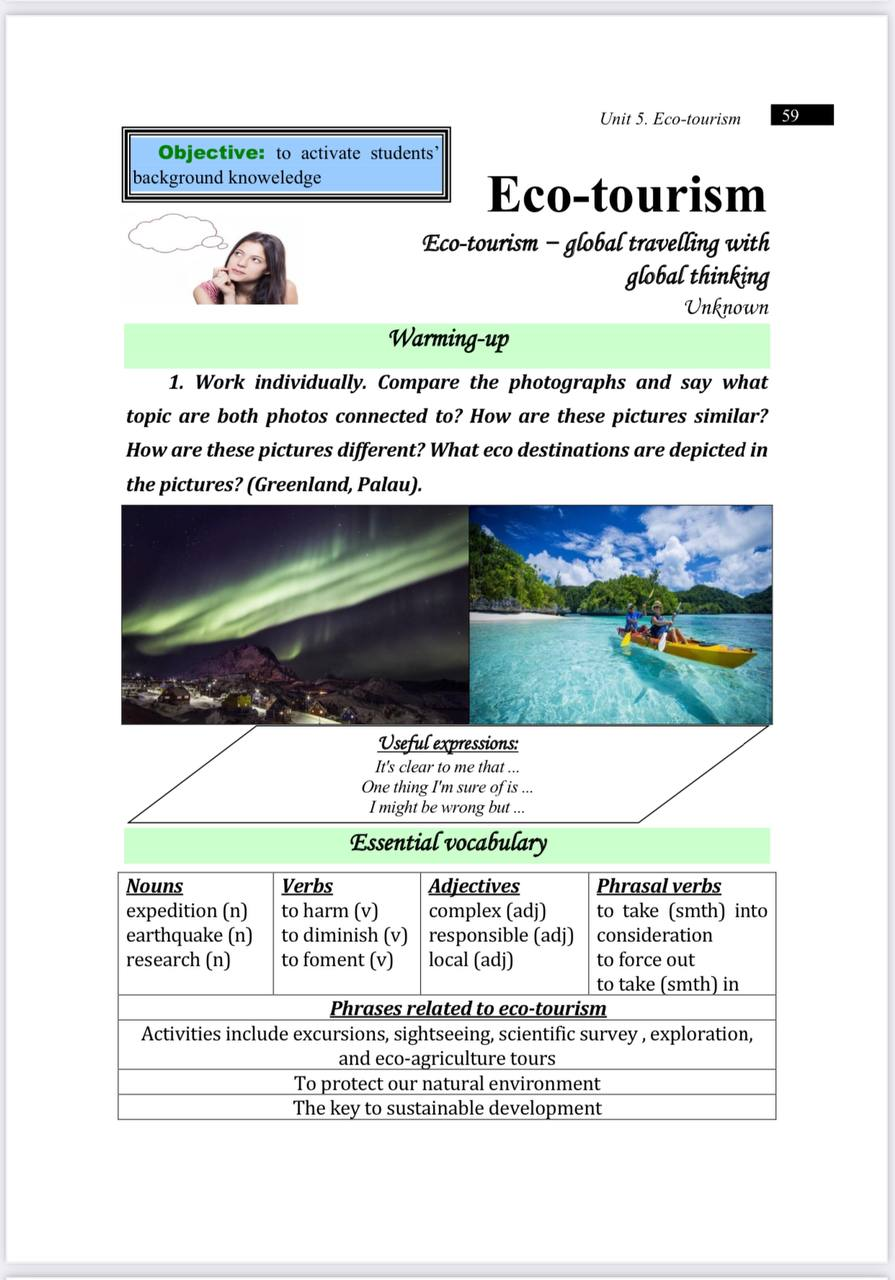 Unit 5. Eco-tourism 59
Objective: to activate students’
background knoweledge
Eco-tourism
Eco-tourism – global travelling with
global thinking
Unknown
Warming-up
1. Work individually. Compare the photographs and say what
topic are both photos connected to? How are these pictures similar?
How are these pictures different? What eco destinations are depicted in
the pictures? (Greenland, Palau).
Useful expressions:
It's clear to me that ...
One thing I'm sure of is ...
I might be wrong but ...
Essential vocabulary
Nouns
expedition (n)
earthquake (n)
research (n)
Verbs
to harm (v)
to diminish (v)
to foment (v)
Adjectives
complex (adj)
responsible (adj)
local (adj)
Phrasal verbs
to take (smth) into
consideration
to force out
to take (smth) in
Phrases related to eco-tourism
Activities include excursions, sightseeing, scientific survey , exploration,
and eco-agriculture tours
To protect our natural environment
The key to sustainable development